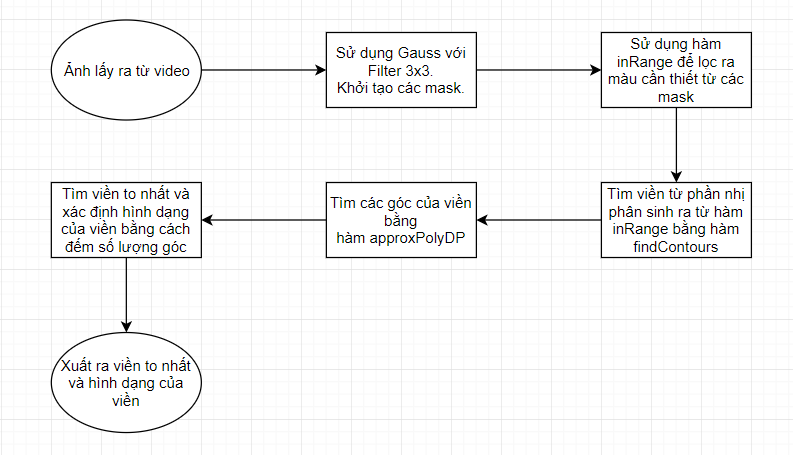 Ảnh lấy ra từ video
Sử dụng Gauss với
Filter 3x3.
Khởi tạo các mask.
Sử dụng hàm
inRange để lọc ra
màu cần thiết từ các
mask
Tìm viền từ phần nhị
phân sinh ra từ hàm
inRange bằng hàm
findContours
Tìm các góc của viền
bằng
hàm approxPolyDP
Tìm viền to nhất và
xác định hình dạng
của viền bằng cách
đếm số lượng góc
Xuất ra viền to nhất
và hình dạng của
viền